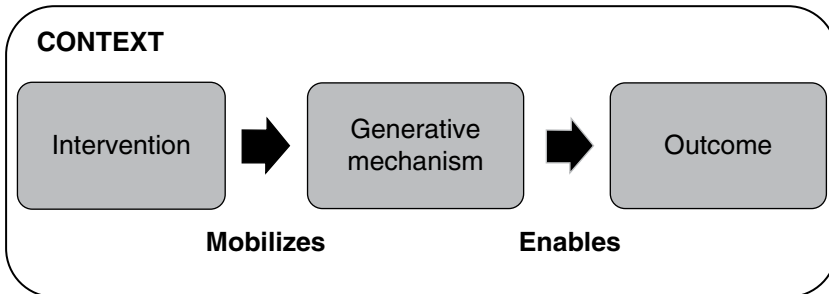 CONTEXT
Intervention
Generative
mechanism
Outcome
Mobilizes
Enables